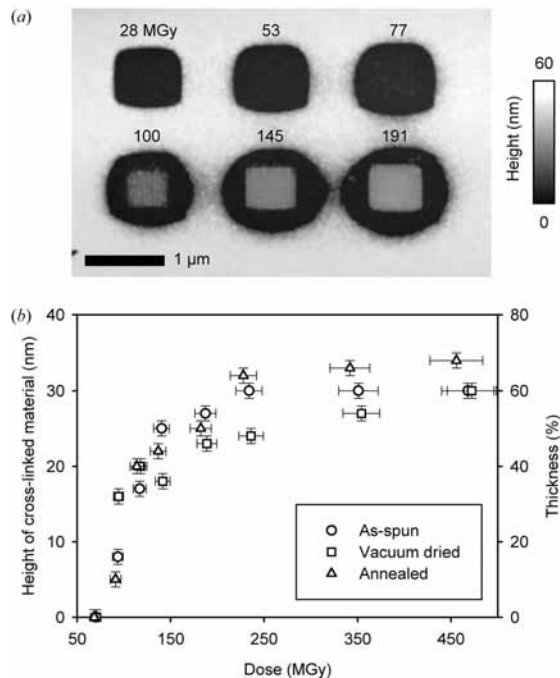 (a)
28 MGy 53 77
100 145 191
1 μm
60
Height (nm)
0
(b)
40
30
20
10
0
Height of cross-linked material (nm)
80
60
40
20
0
Thickness (%)
As-spun
Vacuum dried
Annealed
50 150 250 350 450
Dose (MGy)